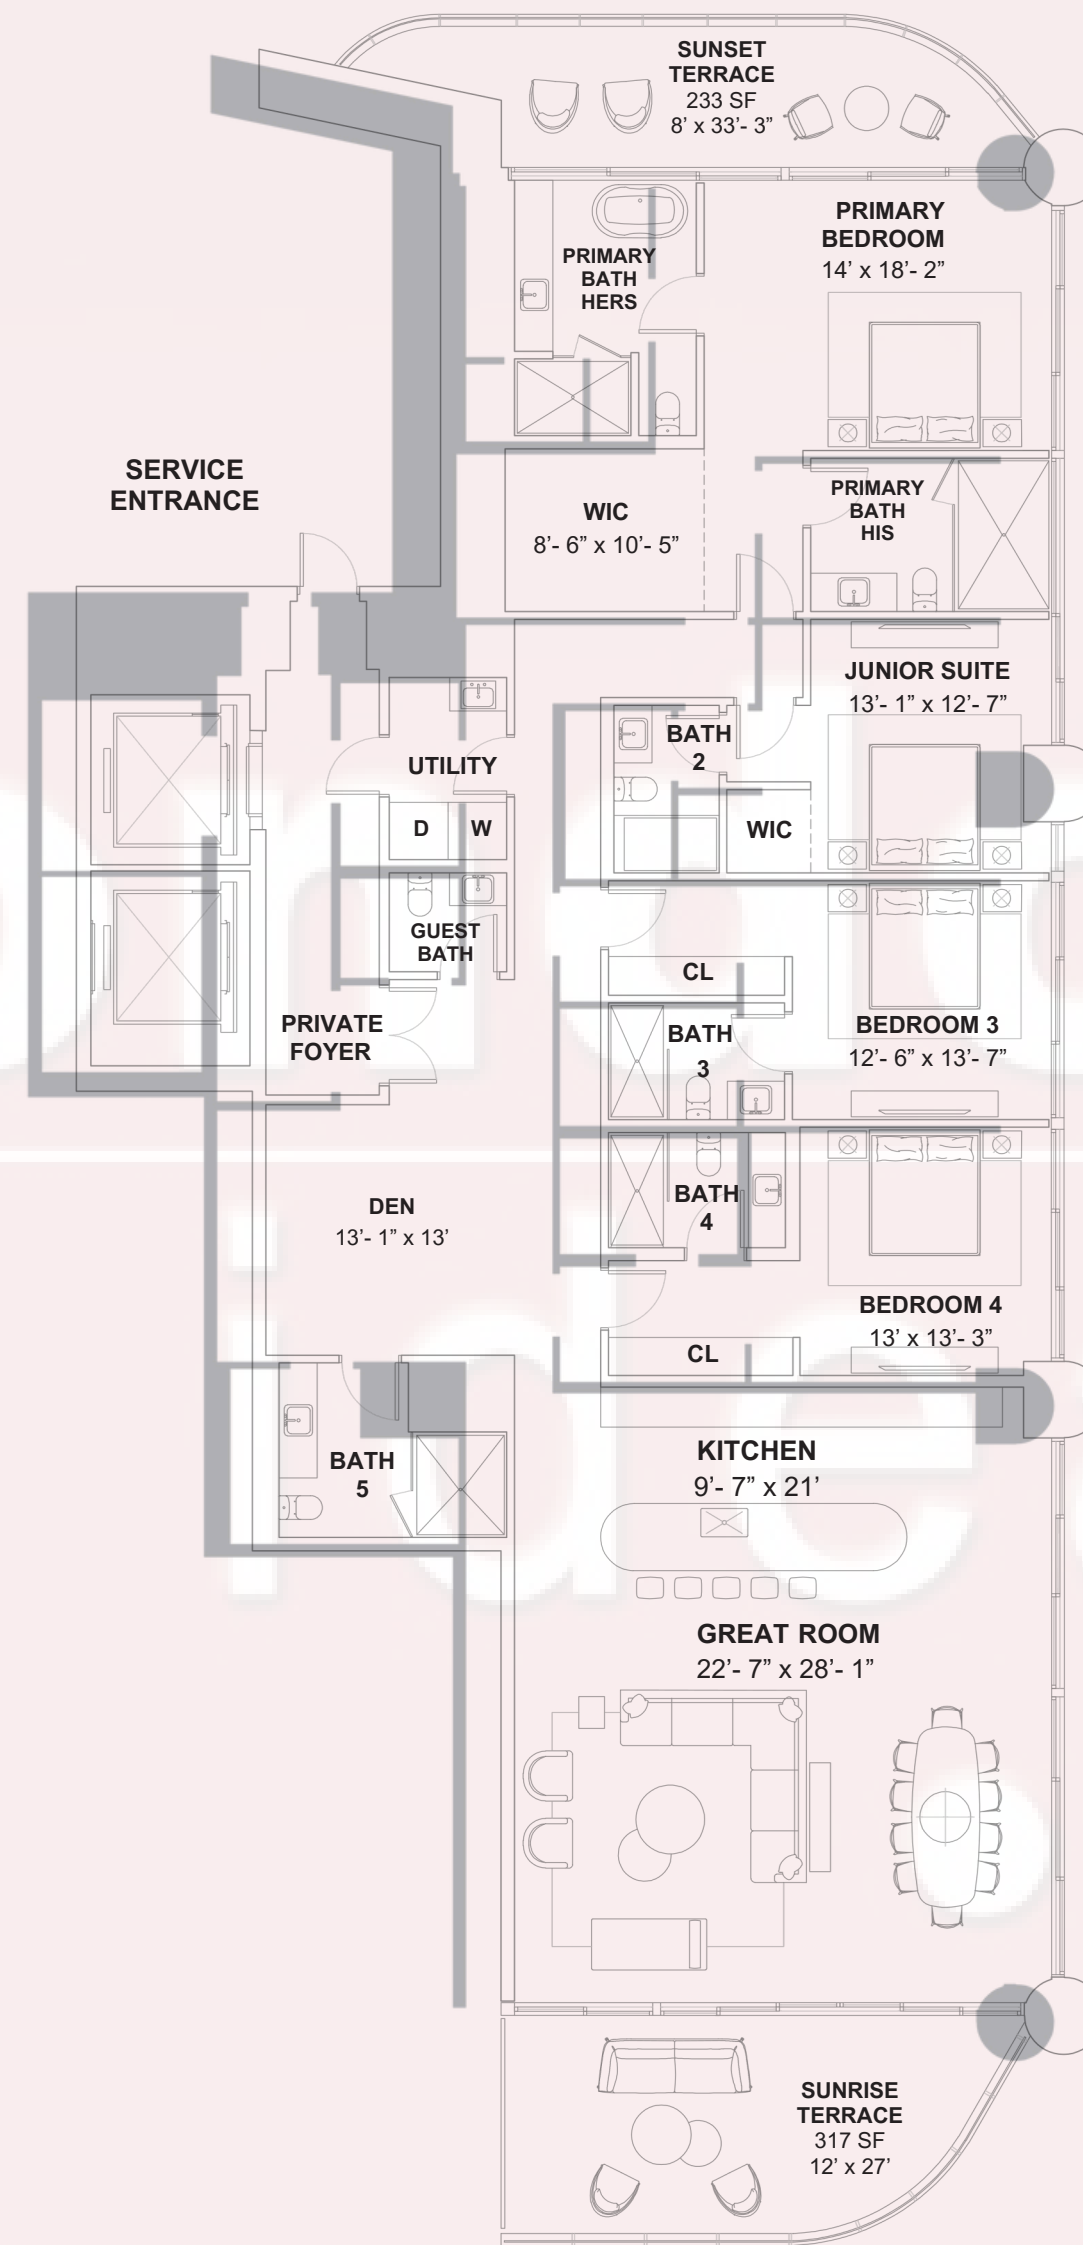 SUNSET
TERRACE
233 SF
8’ x 33’- 3”
PRIMARY
BEDROOM
14’ x 18’- 2”
PRIMARY
BATH
HERS
SERVICE
ENTRANCE
WIC
8’- 6” x 10’- 5”
PRIMARY
BATH
HIS
JUNIOR SUITE
13’- 1” x 12’- 7”
BATH
2
UTILITY
D
W
WIC
GUEST
BATH
CL
PRIVATE
FOYER
BATH
3
BEDROOM 3
12’- 6” x 13’- 7”
DEN
13’- 1” x 13’
BATH
4
BEDROOM 4
13’ x 13’- 3”
CL
BATH
5
KITCHEN
9’- 7” x 21’
GREAT ROOM
22’- 7” x 28’- 1”
SUNRISE
TERRACE
317 SF
12’ x 27’